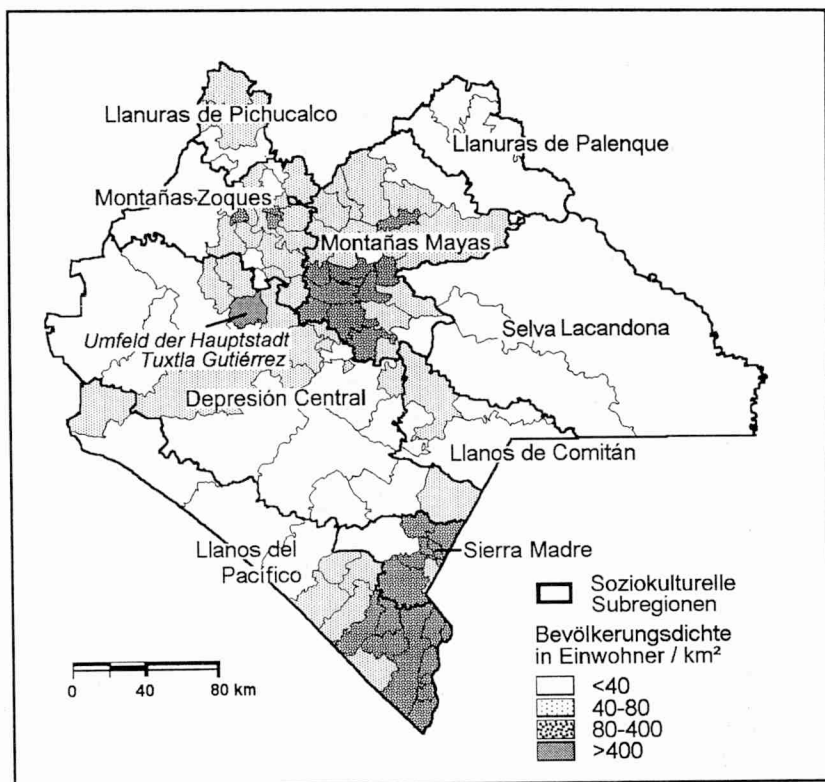 Llanuras de Pichucalco
Llanuras de Palenque
Montañas Zoques
Montañas Mayas
Umfeld der Hauptstadt
Tuxtla Gutiérrez
Selva Lacandona
Depresión Central
Llanos de Comitán
Llanos del
Pacífico
Sierra Madre
Soziokulturelle
Subregionen
Bevölkerungsdichte
in Einwohner / km²
<40
40-80
80-400
>400
0 40 80 km